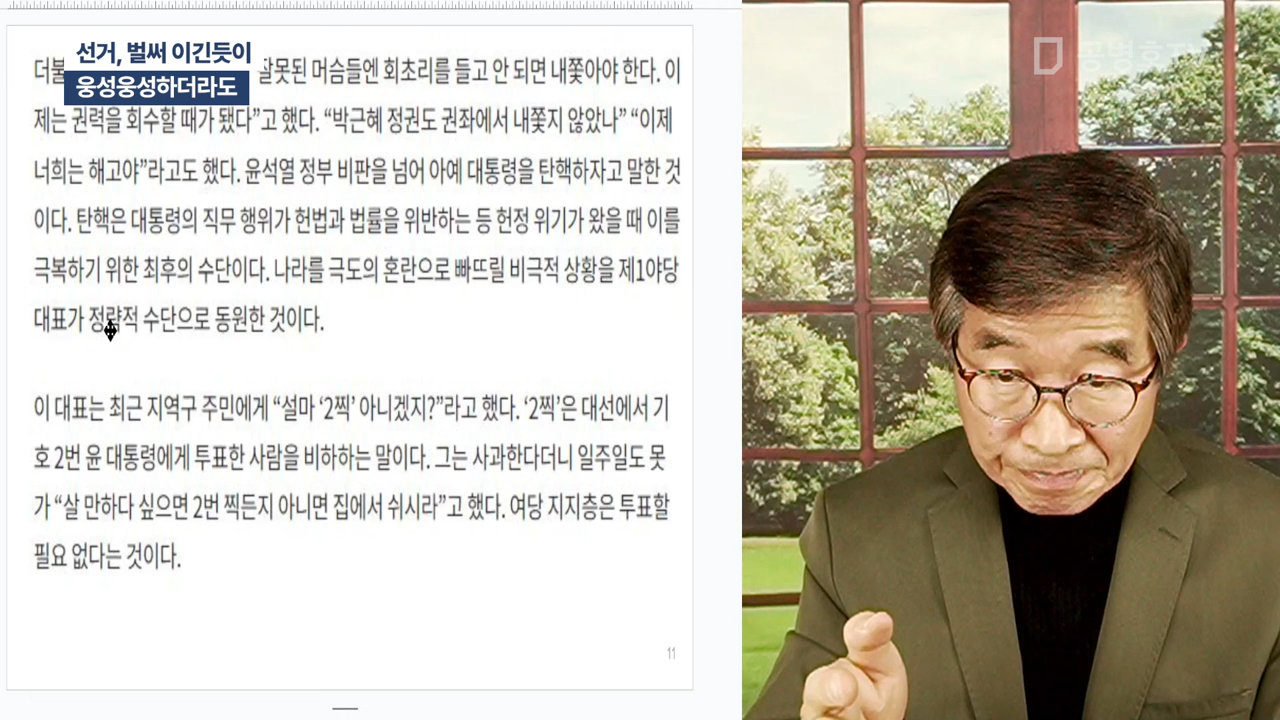 선거, 벌써 이긴듯이
웅성웅성하더라도
더불 잘못된 머슴들엔 회초리를 들고 안 되면 내쫓아야 한다. 이
제는 권력을 회수할 때가 됐다”고 했다. “박근혜 정권도 권좌에서 내쫓지 않았나” “이제
너희는 해고야”라고도 했다. 윤석열 정부 비판을 넘어 아예 대통령을 탄핵하자고 말한 것
이다. 탄핵은 대통령의 직무 행위가 헌법과 법률을 위반하는 등 헌정 위기가 왔을 때 이를
극복하기 위한 최후의 수단이다. 나라를 극도의 혼란으로 빠뜨릴 비극적 상황을 제1야당
대표가 정략적 수단으로 동원한 것이다.
이 대표는 최근 지역구 주민에게 “설마 ‘2찍’ 아니겠지?”라고 했다. ‘2찍’은 대선에서 기
호 2번 윤 대통령에게 투표한 사람을 비하하는 말이다. 그는 사과한다더니 일주일도 못
가 “살 만하다 싶으면 2번 찍든지 아니면 집에서 쉬시라”고 했다. 여당 지지층은 투표할
필요 없다는 것이다.
11